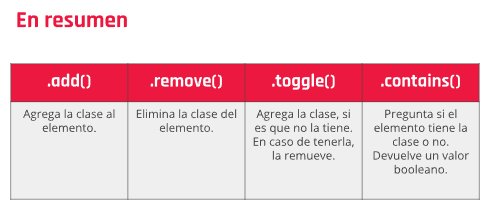 En resumen
.add()
.remove()
.toggle()
.contains()
Agrega la clase al
elemento.
Elimina la clase del
elemento.
Agrega la clase, si
es que no la tiene.
En caso de tenerla,
la remueve.
Pregunta si el
elemento tiene la
clase o no.
Devuelve un valor
booleano.